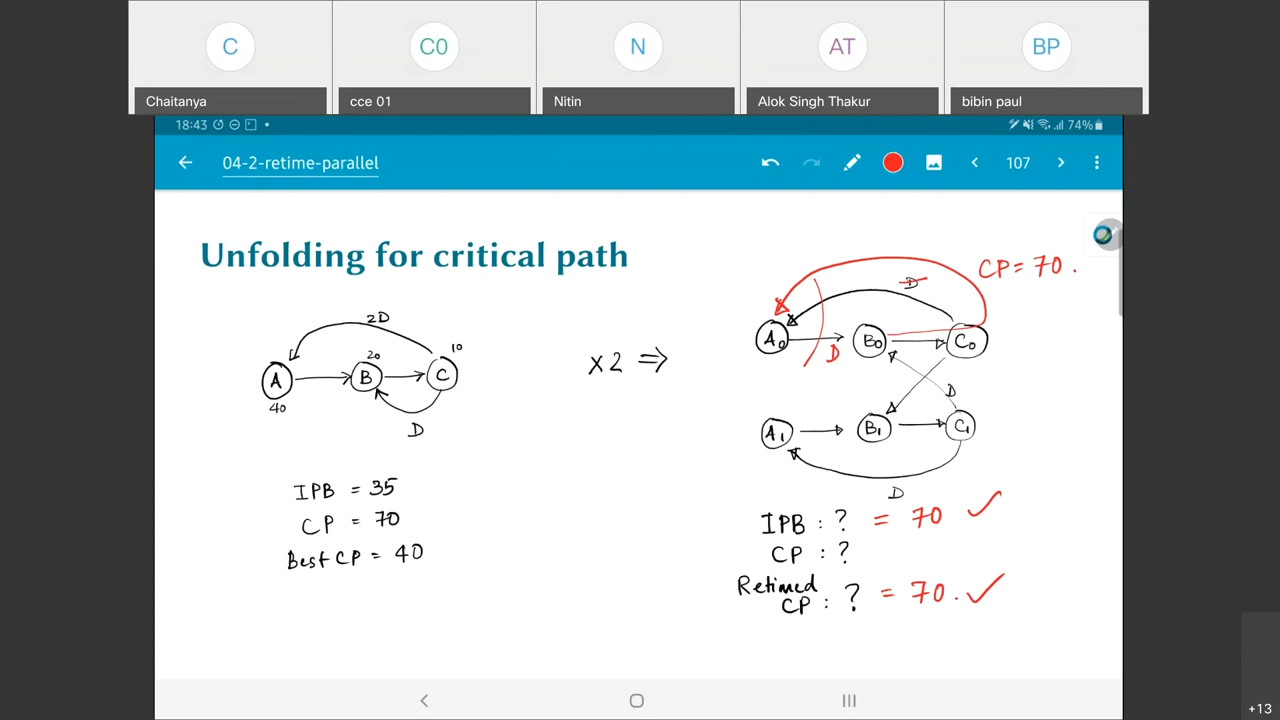 C
C0
N
AT
BP
Chaitanya
cce 01
Nitin
Alok Singh Thakur
bibin paul
18:43
74%
04-2-retime-parallel
107
Unfolding for critical path
CP = 70.
2D
D
A
B
C
20
10
40
D
x2 ⇒
A0
B0
C0
D
D
A1
B1
C1
D
IPB = 35
CP = 70
Best CP = 40
IPB : ? = 70 ✓
CP : ?
Retimed
CP : ? = 70. ✓
+13